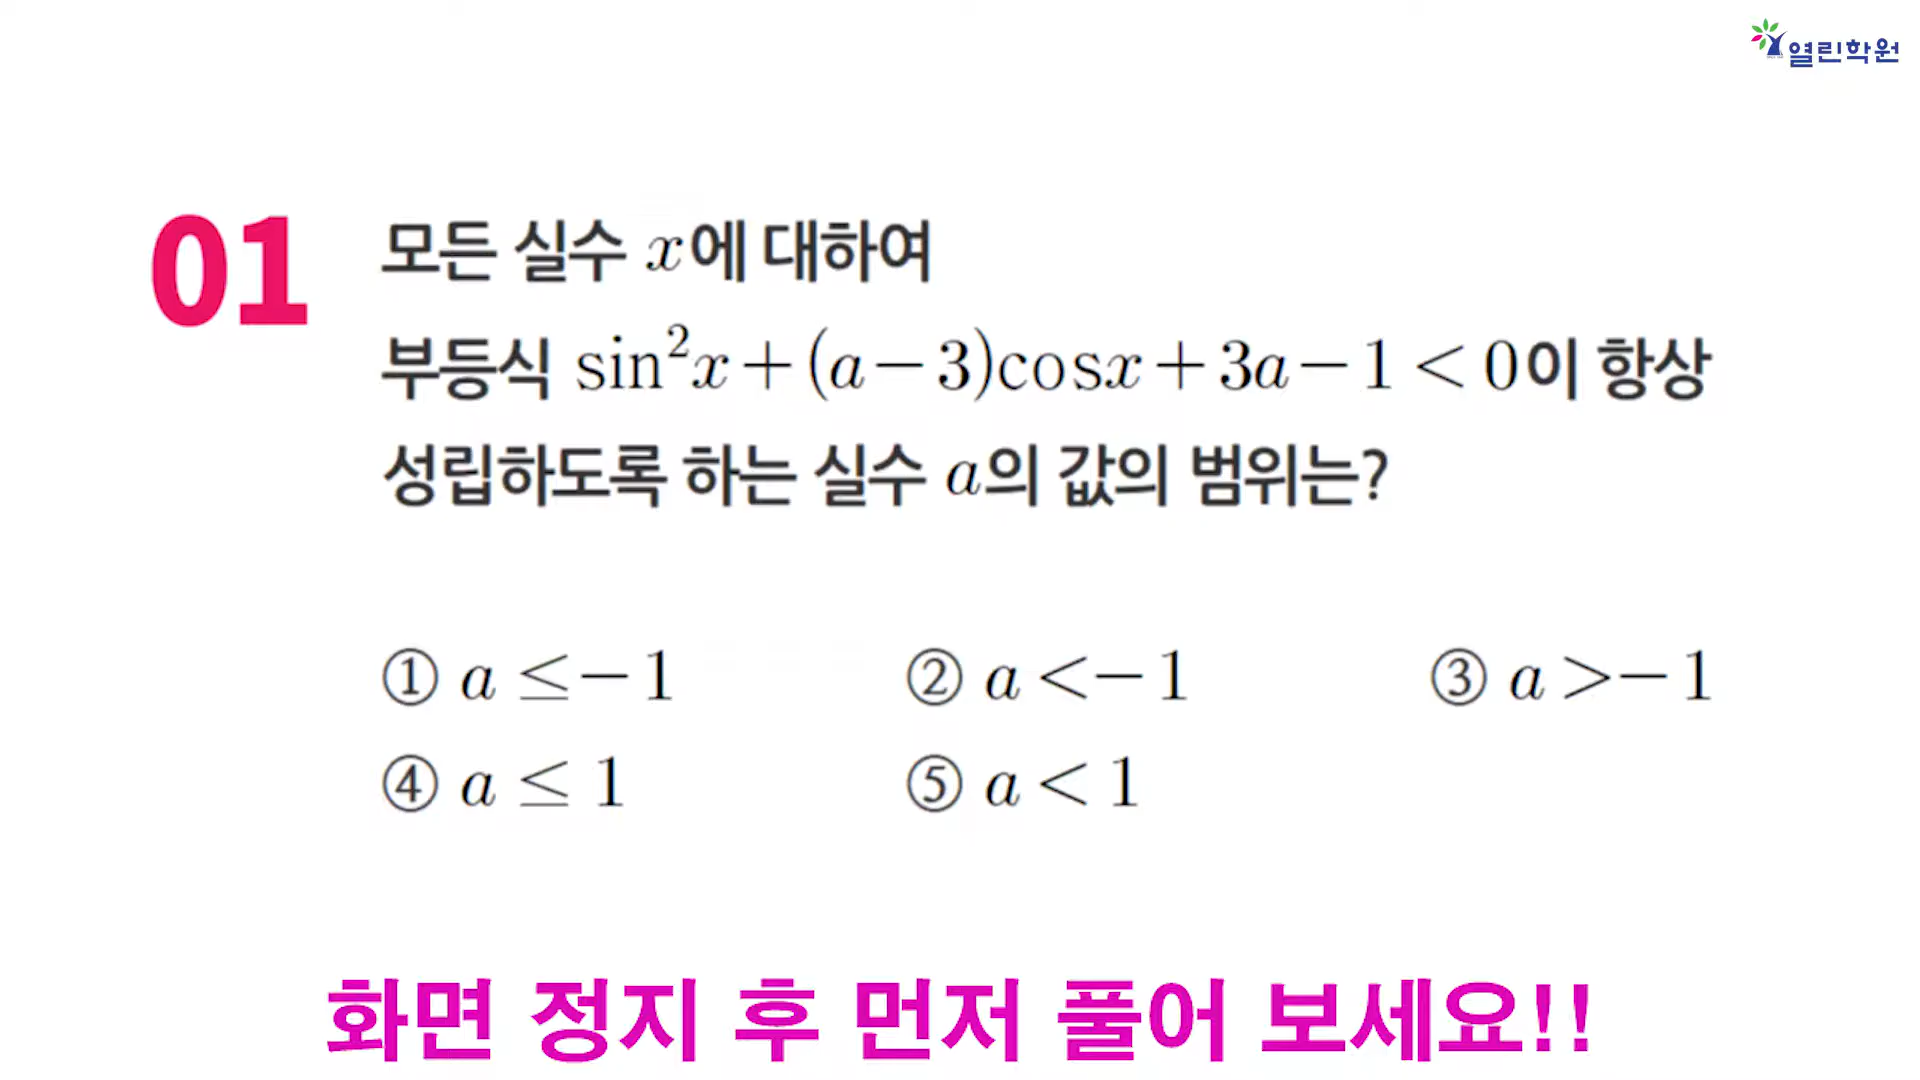 열린학원
01 모든 실수 x에 대하여
부등식 sin²x+(a−3)cosx+3a−1<0이 항상
성립하도록 하는 실수 a의 값의 범위는?
① a≤−1 ② a<−1 ③ a>−1
④ a≤1 ⑤ a<1
화면 정지 후 먼저 풀어 보세요!!